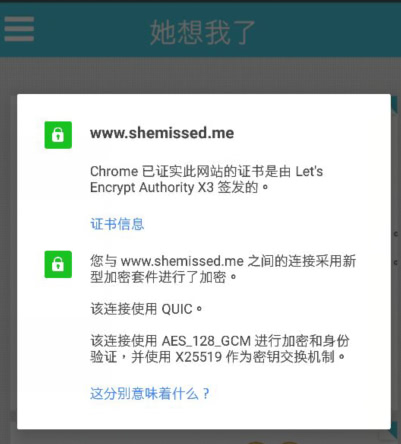 她想我了
www.shemissed.me
Chrome 已证实此网站的证书是由 Let's
Encrypt Authority X3 签发的。
证书信息
您与 www.shemissed.me 之间的连接采用新
型加密套件进行了加密。
该连接使用 QUIC。
该连接使用 AES_128_GCM 进行加密和身份
验证，并使用 X25519 作为密钥交换机制。
这分别意味着什么？